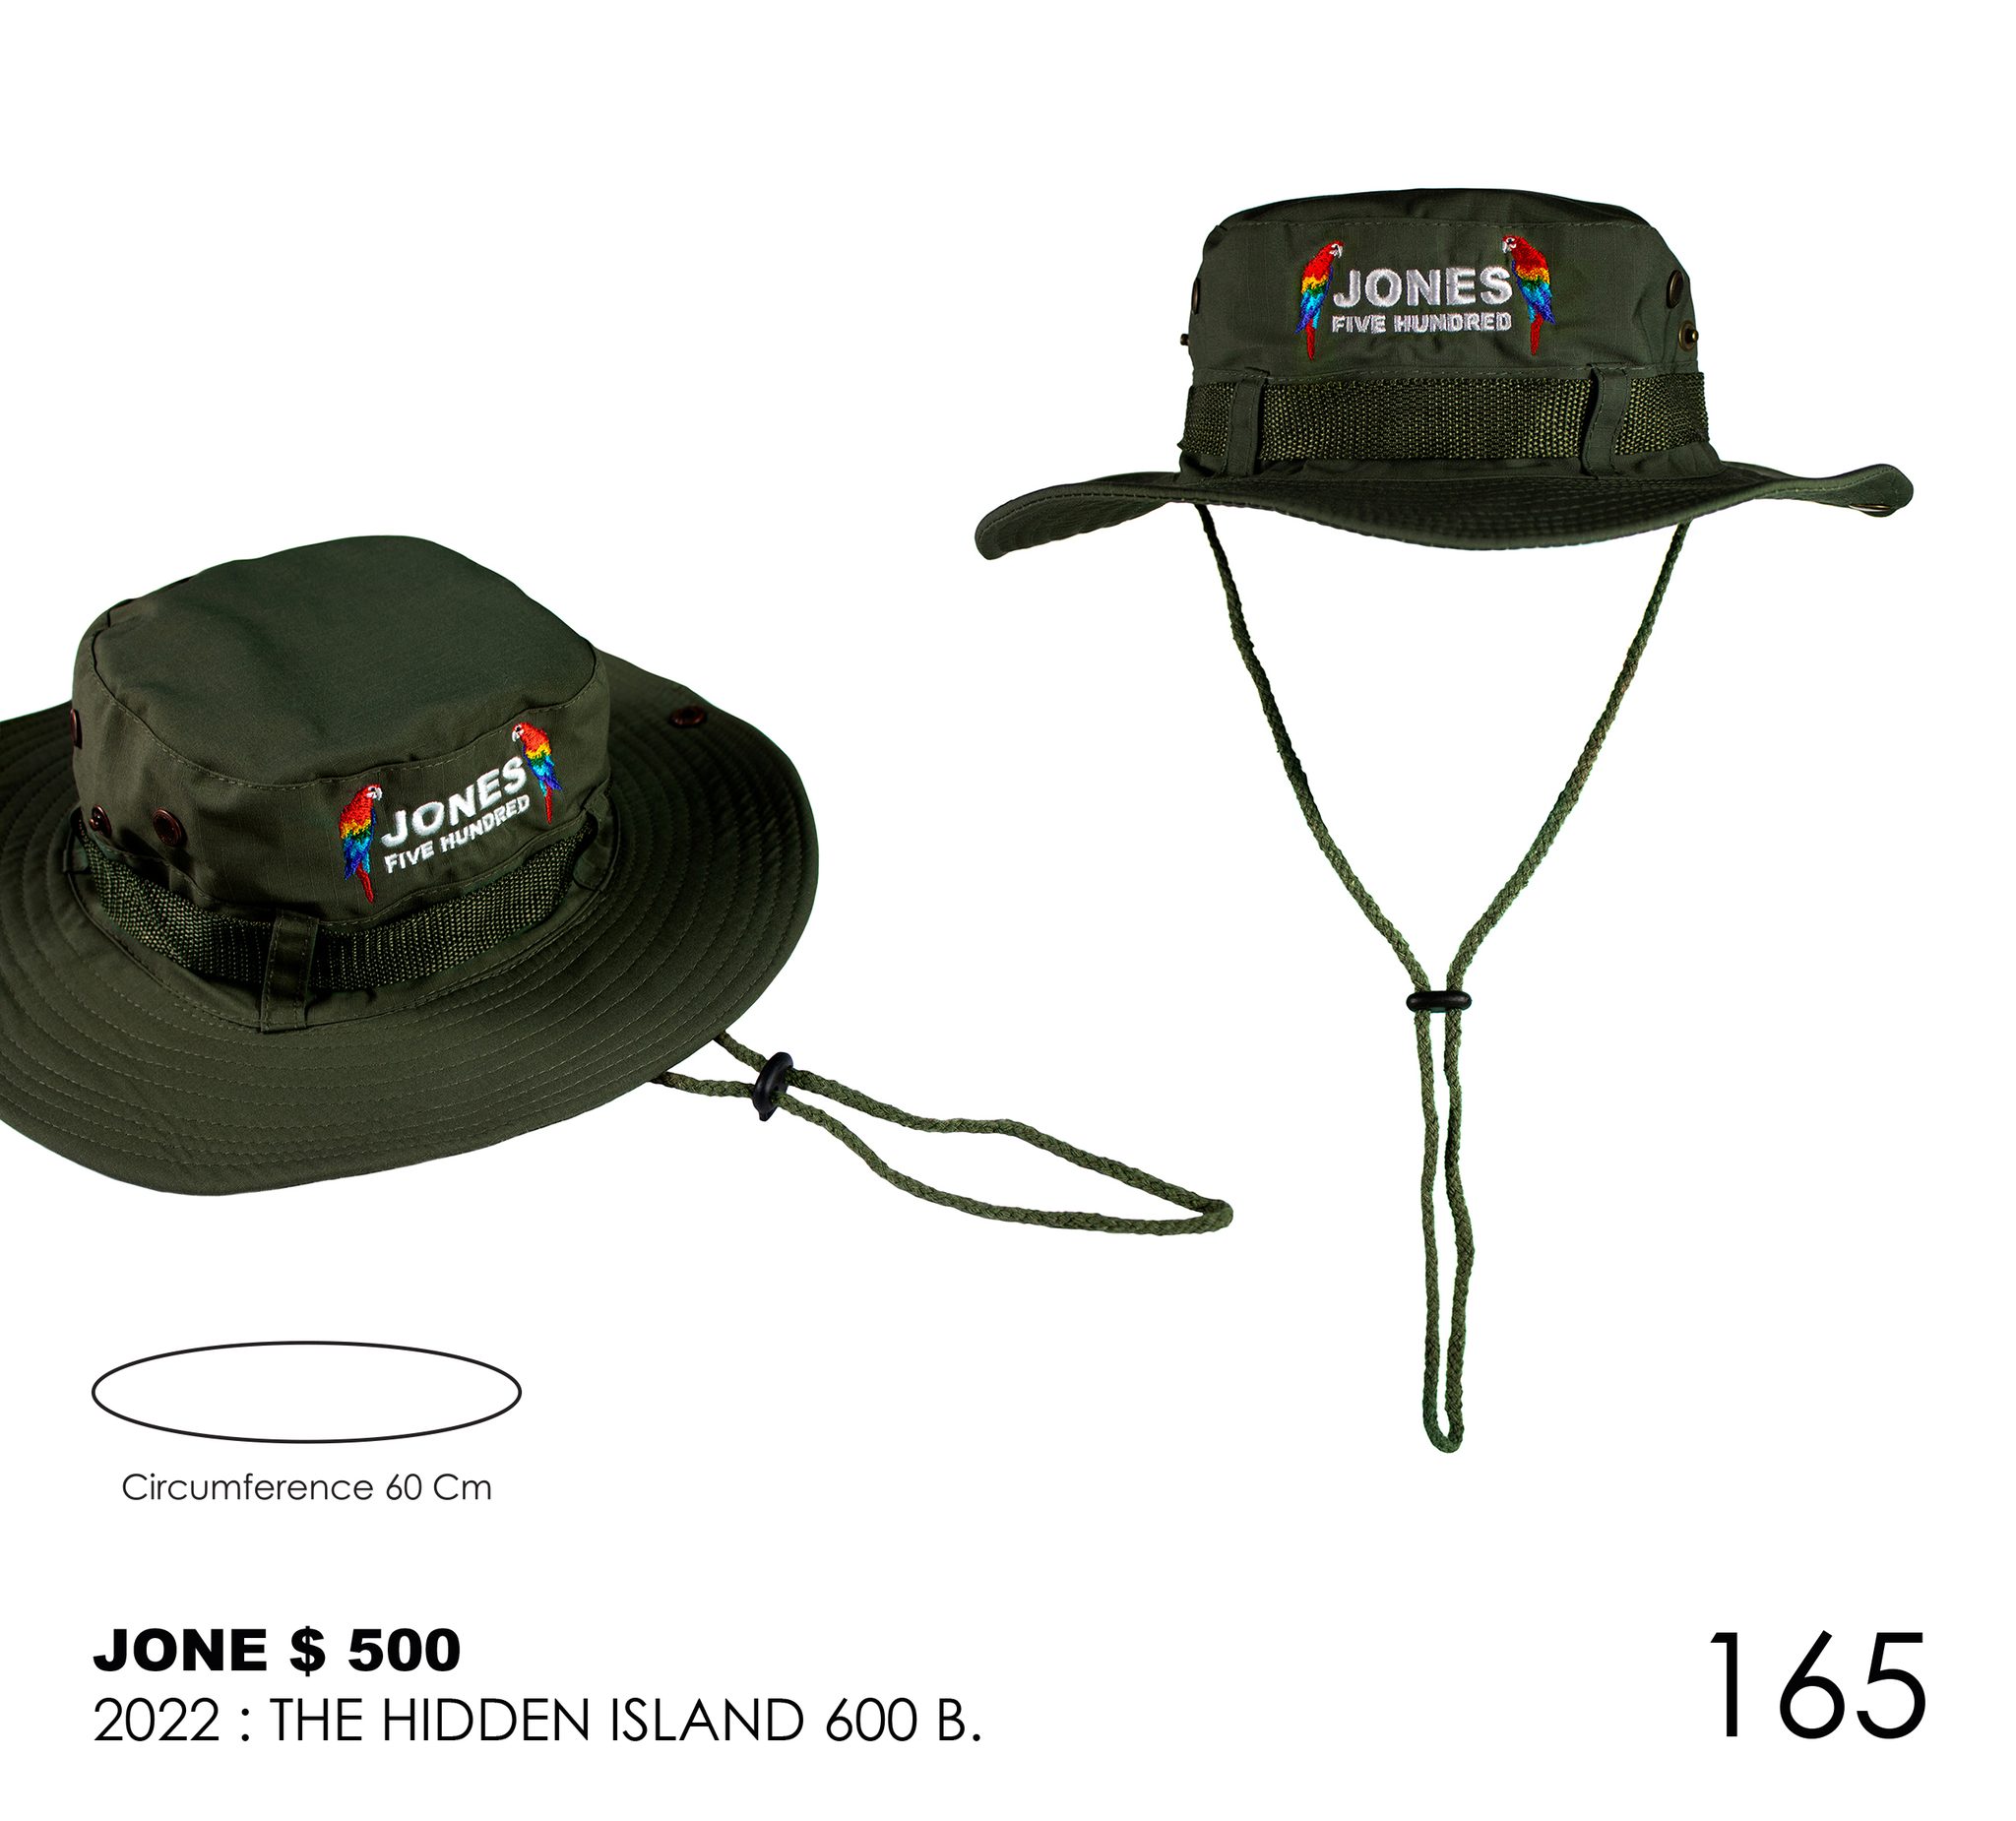 JONES
FIVE HUNDRED
JONES
FIVE HUNDRED
Circumference 60 Cm
JONE $ 500
2022 : THE HIDDEN ISLAND 600 B.
165